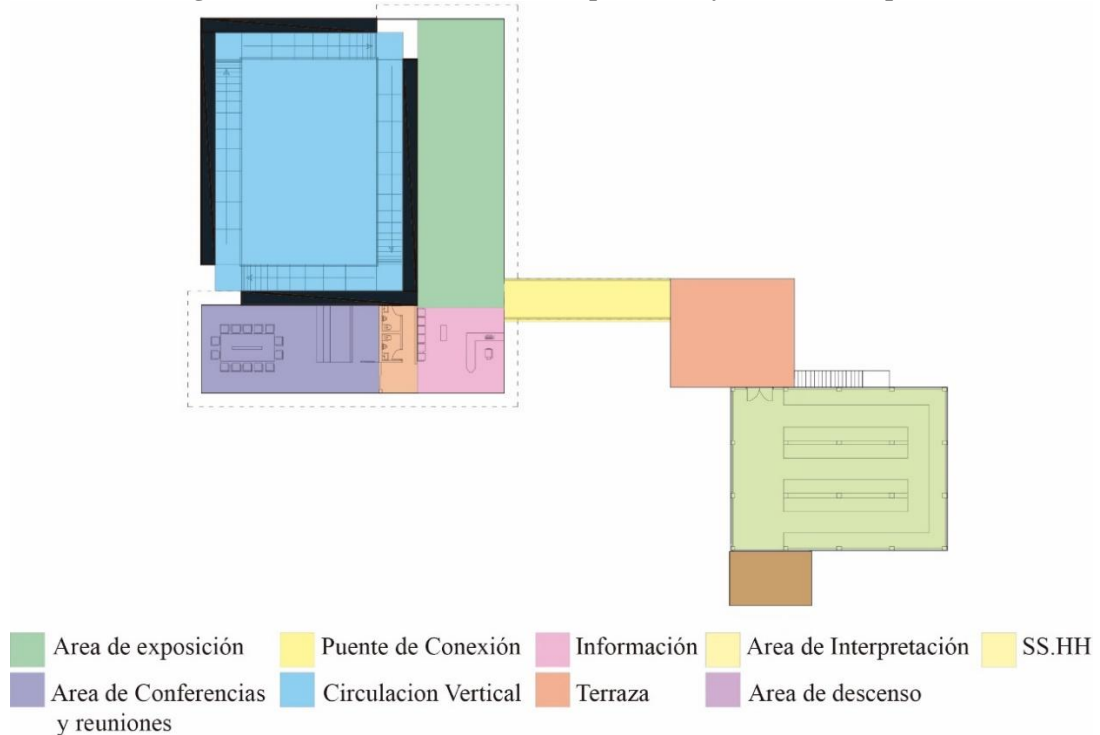 Area de exposición
Puente de Conexión
Información
Area de Interpretación
SS.HH
Area de Conferencias
y reuniones
Circulacion Vertical
Terraza
Area de descenso